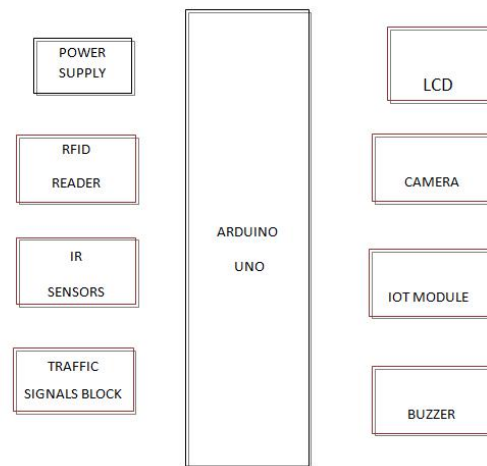 POWER
SUPPLY
RFID
READER
IR
SENSORS
TRAFFIC
SIGNALS BLOCK
ARDUINO
UNO
LCD
CAMERA
IOT MODULE
BUZZER